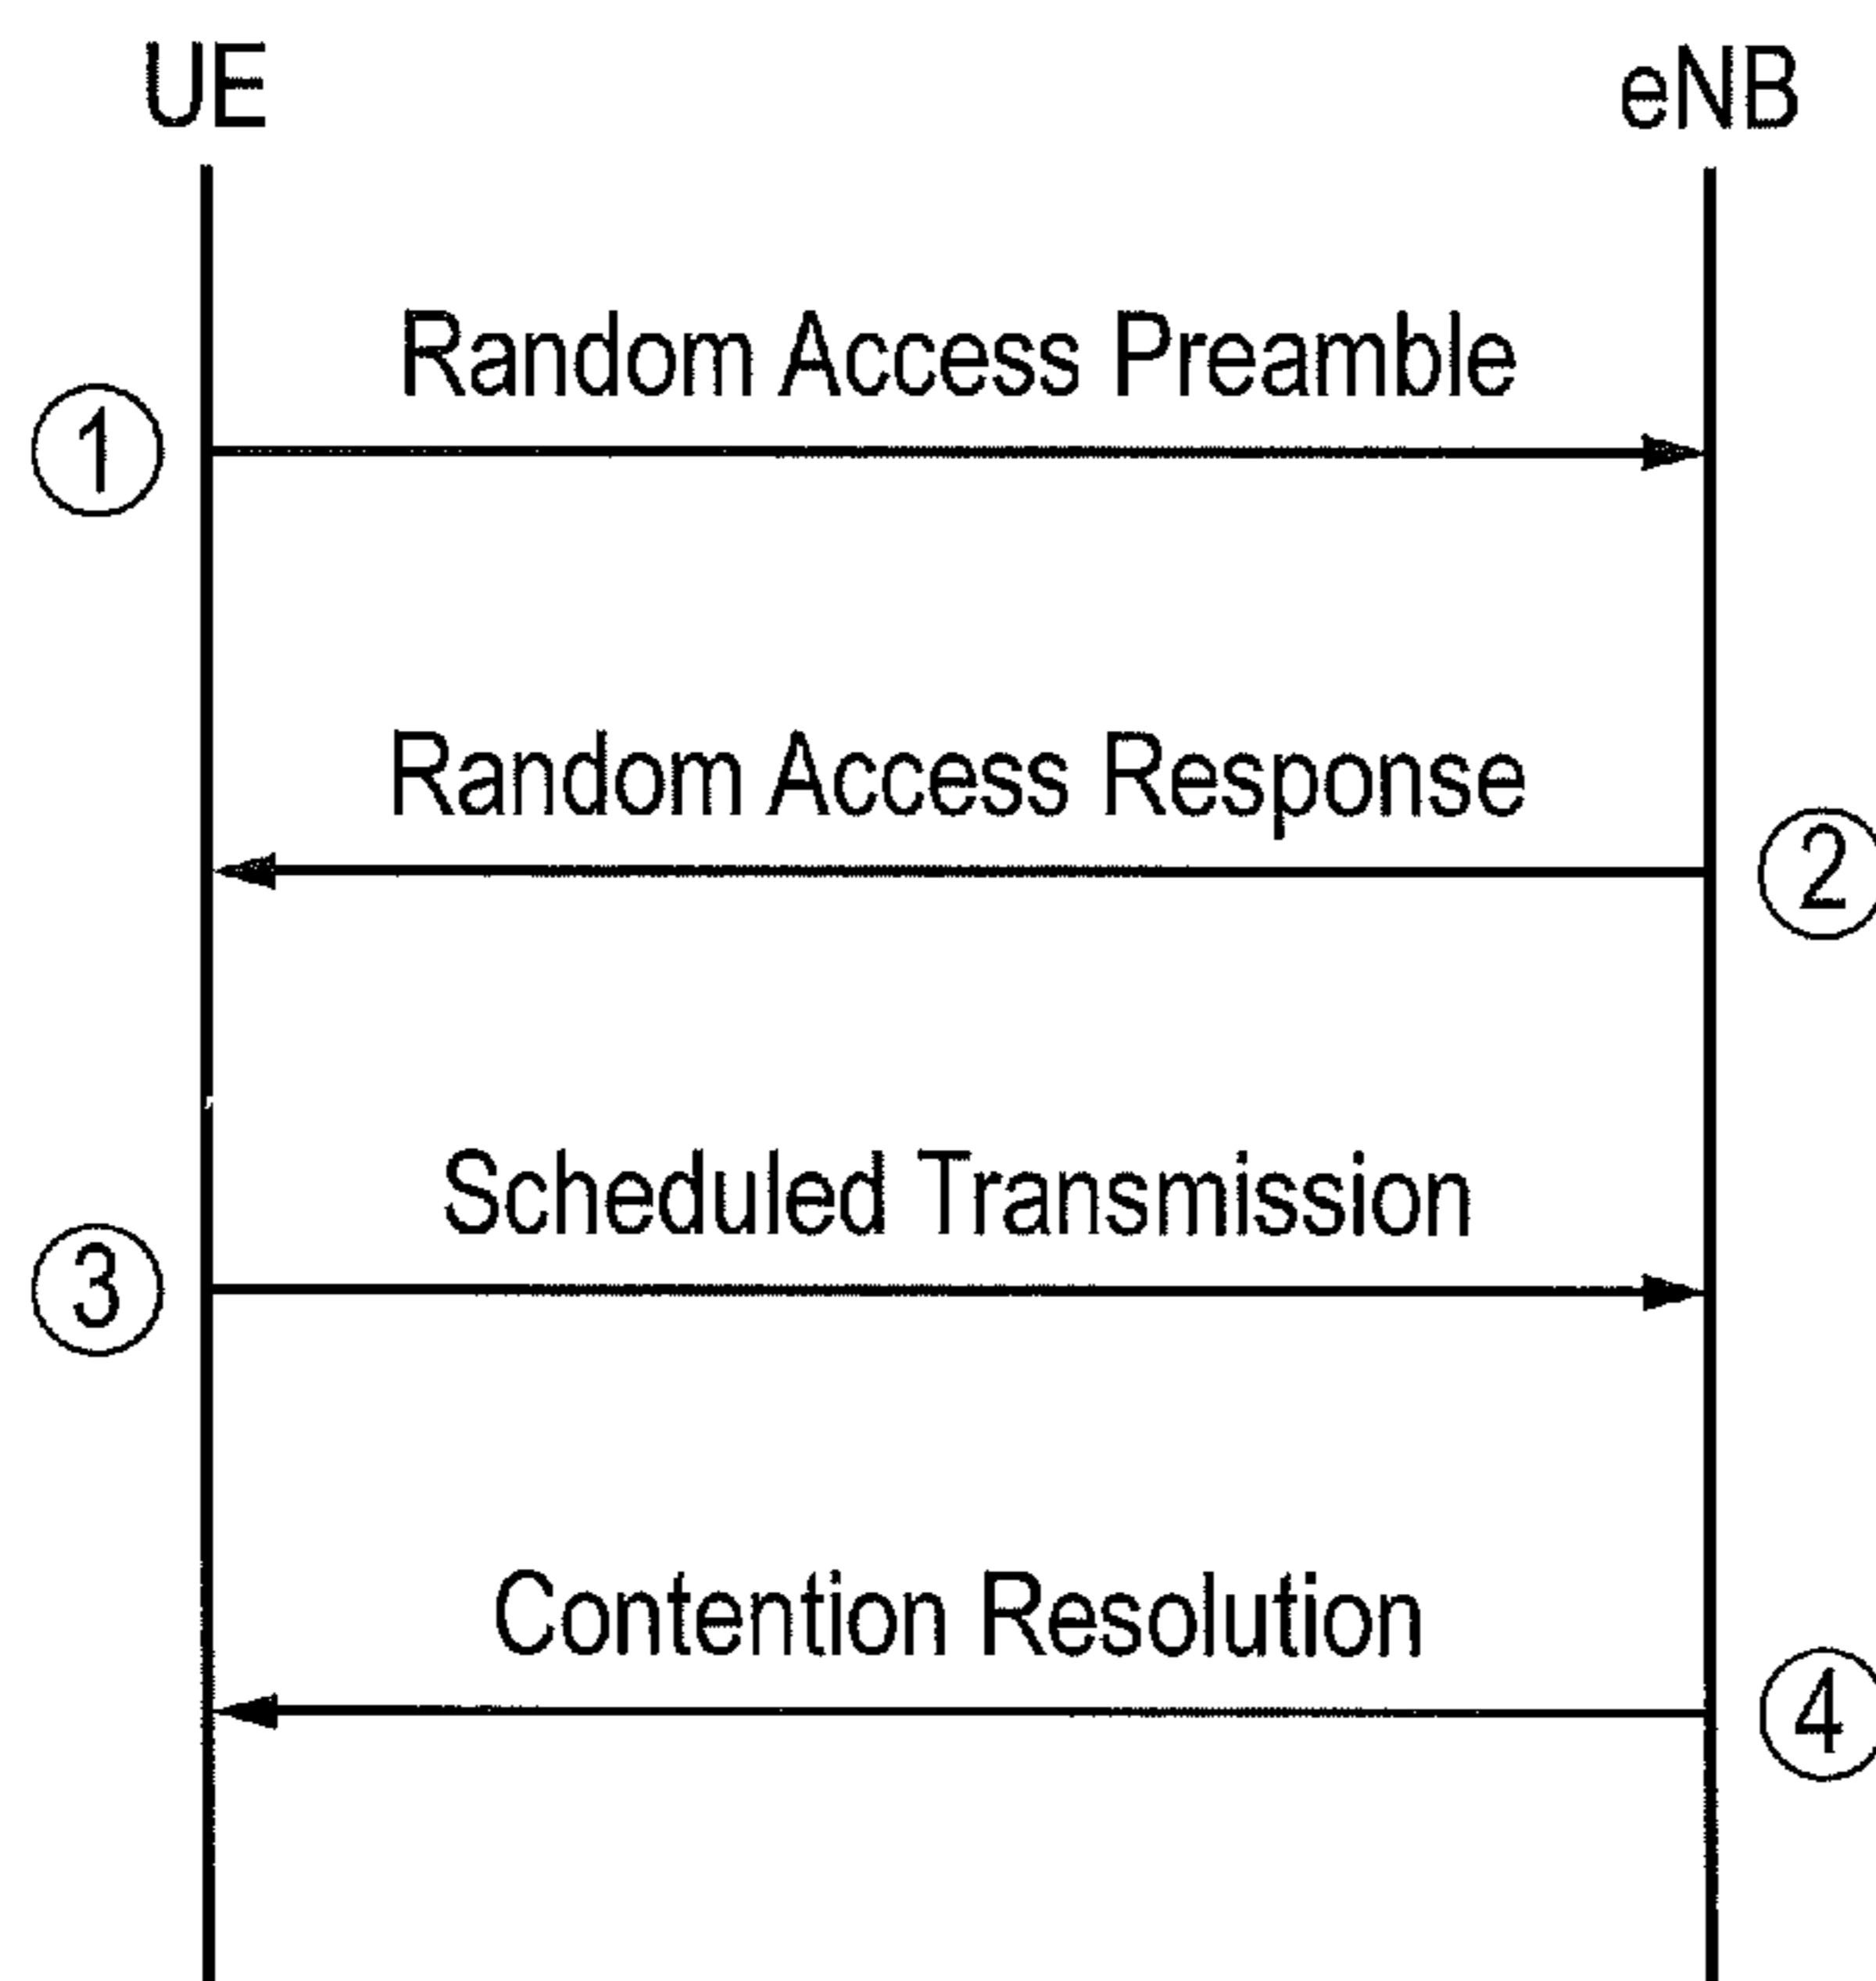 UE eNB
Random Access Preamble
1
Random Access Response
2
Scheduled Transmission
3
Contention Resolution
4